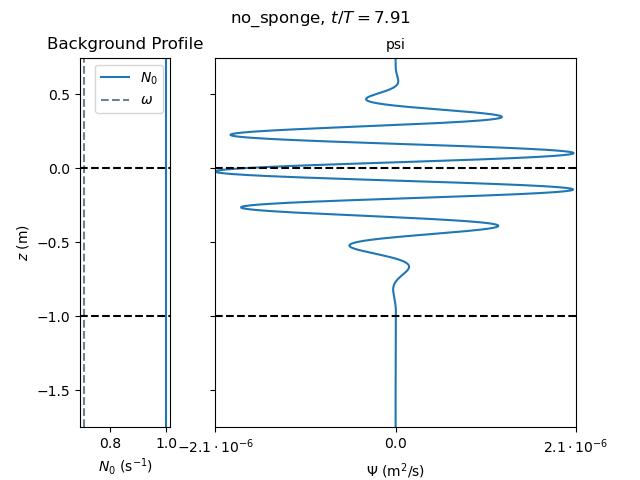 no_sponge, t/T = 7.91
Background Profile
psi
N₀
ω
0.5
0.0
−0.5
−1.0
−1.5
z (m)
0.8
1.0
N₀ (s⁻¹)
−2.1 · 10⁻⁶
0.0
2.1 · 10⁻⁶
Ψ (m²/s)